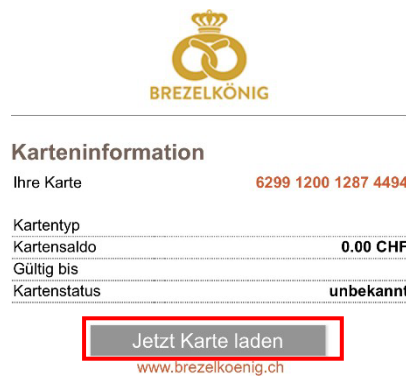 BREZELKÖNIG
Karteninformation
Ihre Karte 6299 1200 1287 4494
Kartentyp
Kartensaldo 0.00 CHF
Gültig bis
Kartenstatus unbekannt
Jetzt Karte laden
www.brezelkoenig.ch